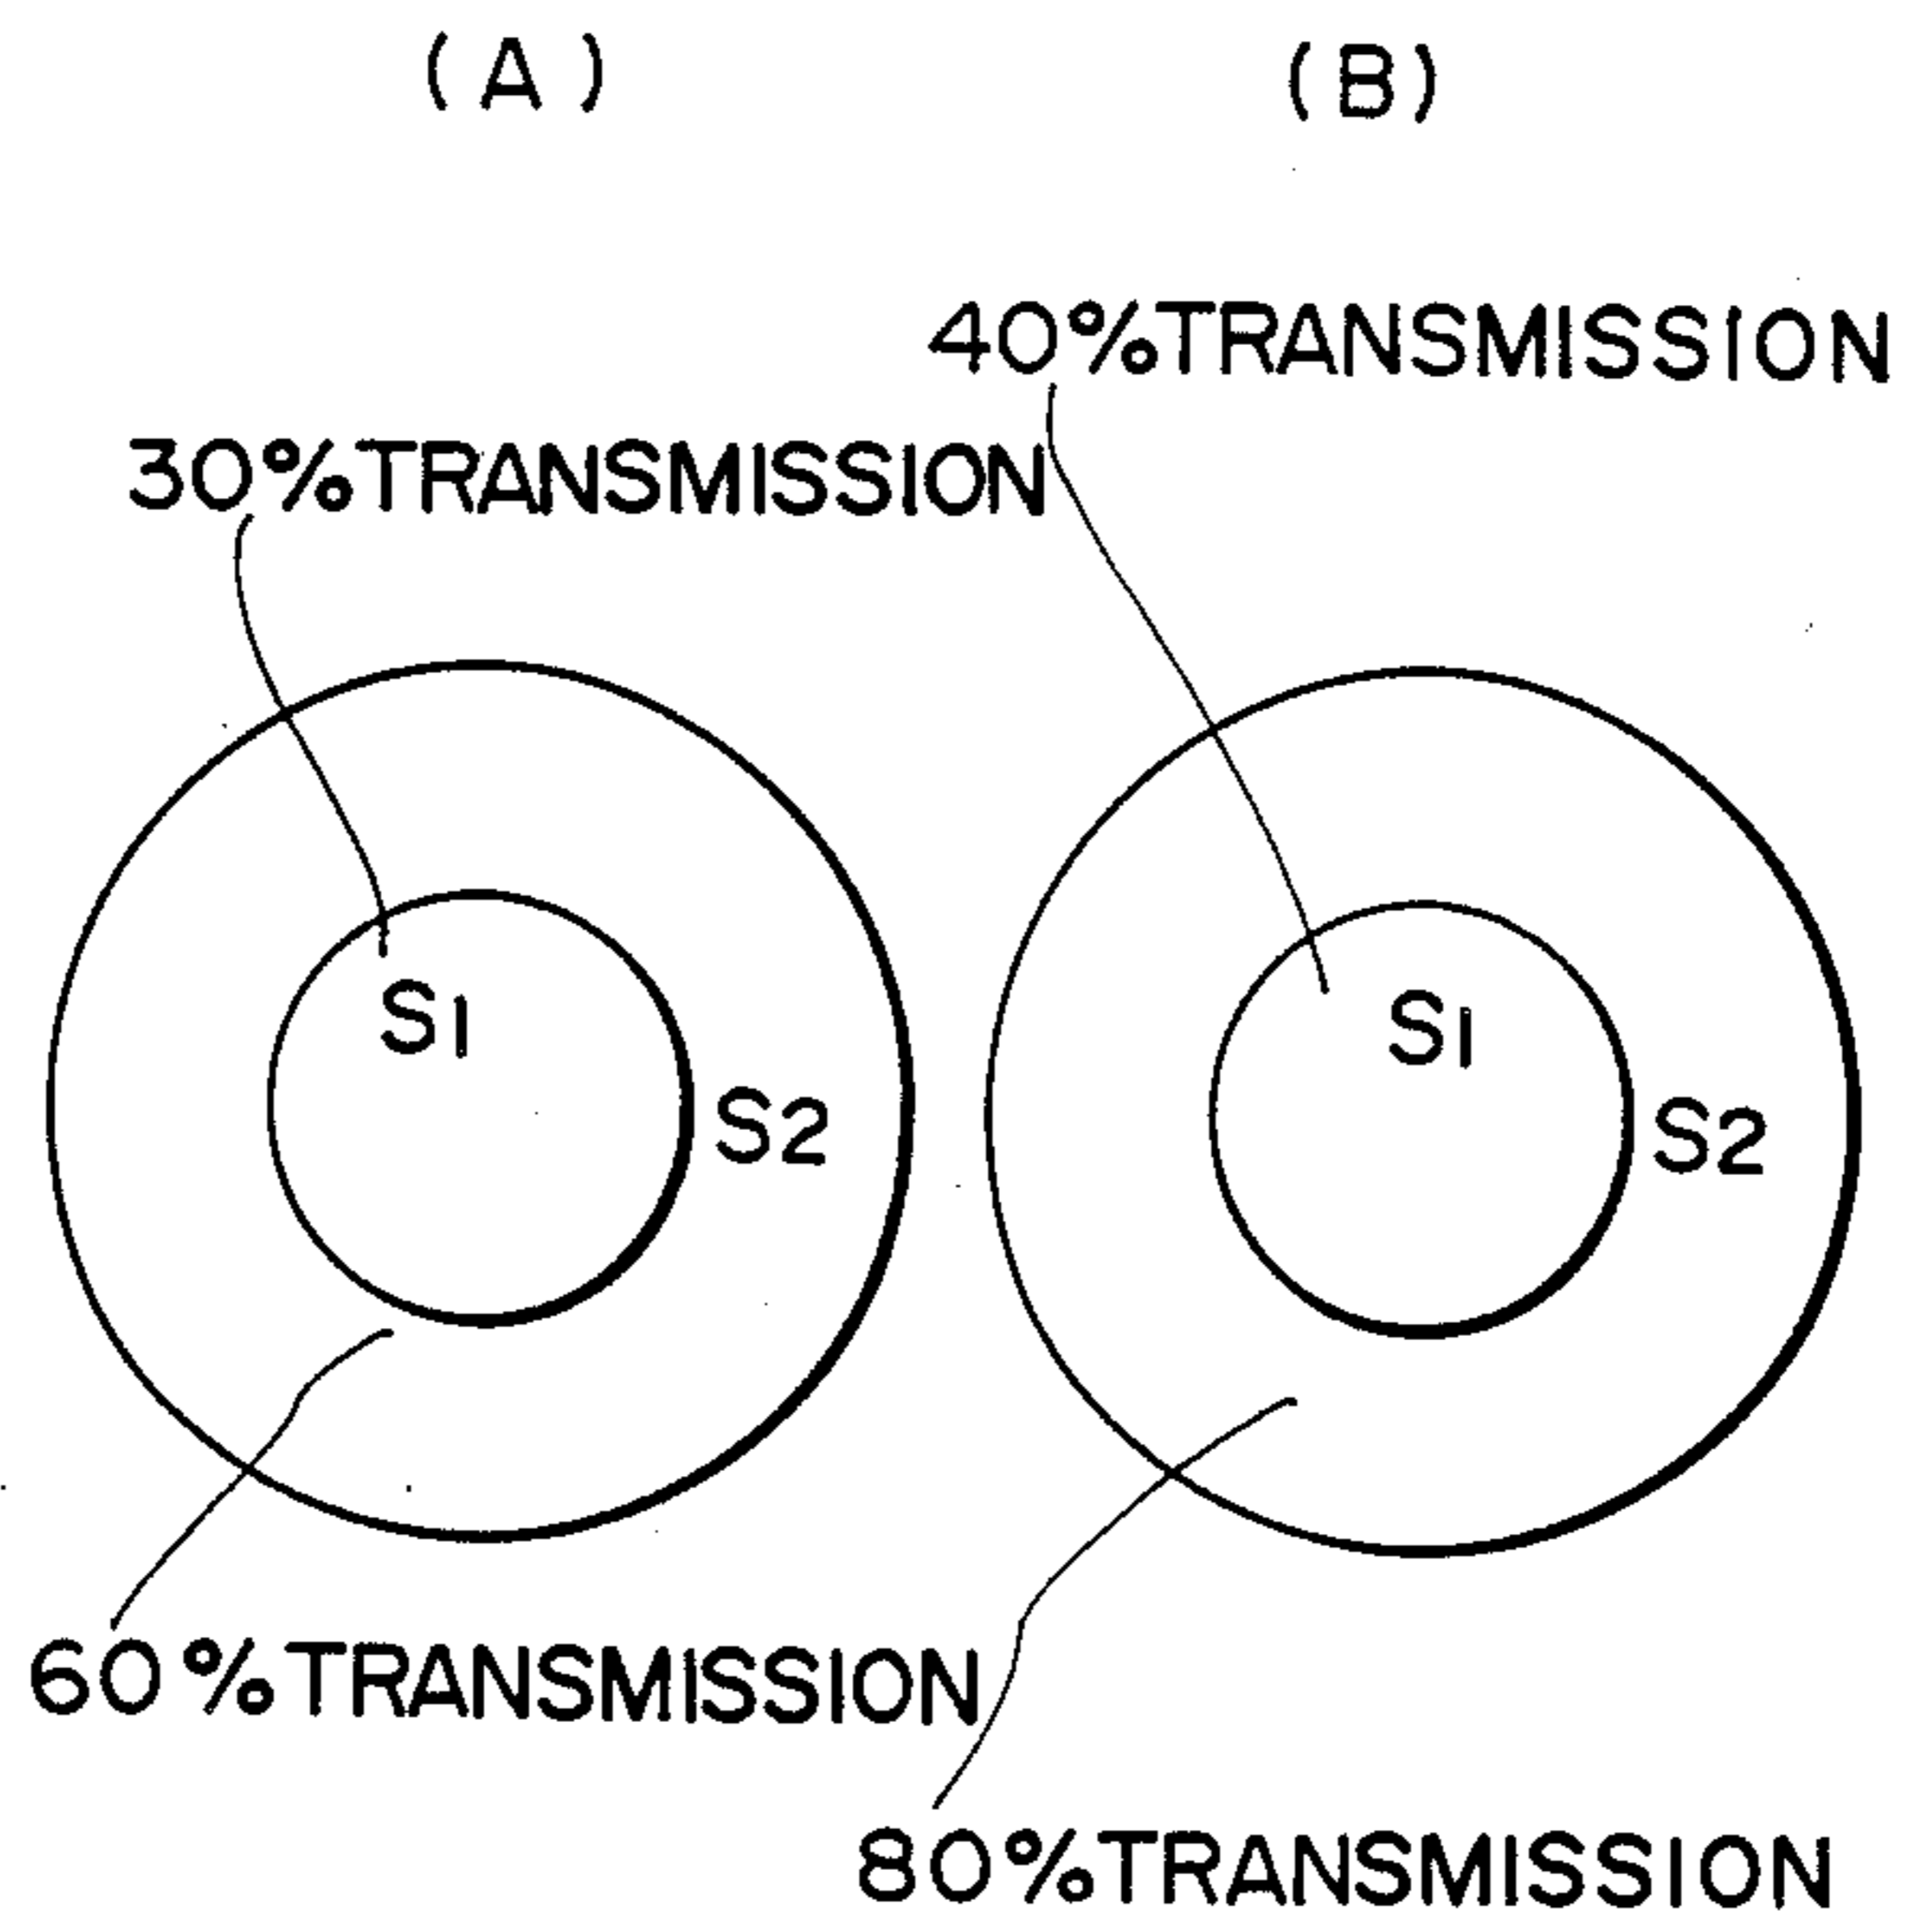 (A)
(B)
40%TRANSMISSION
30%TRANSMISSION
S1
S2
S1
S2
60%TRANSMISSION
80%TRANSMISSION